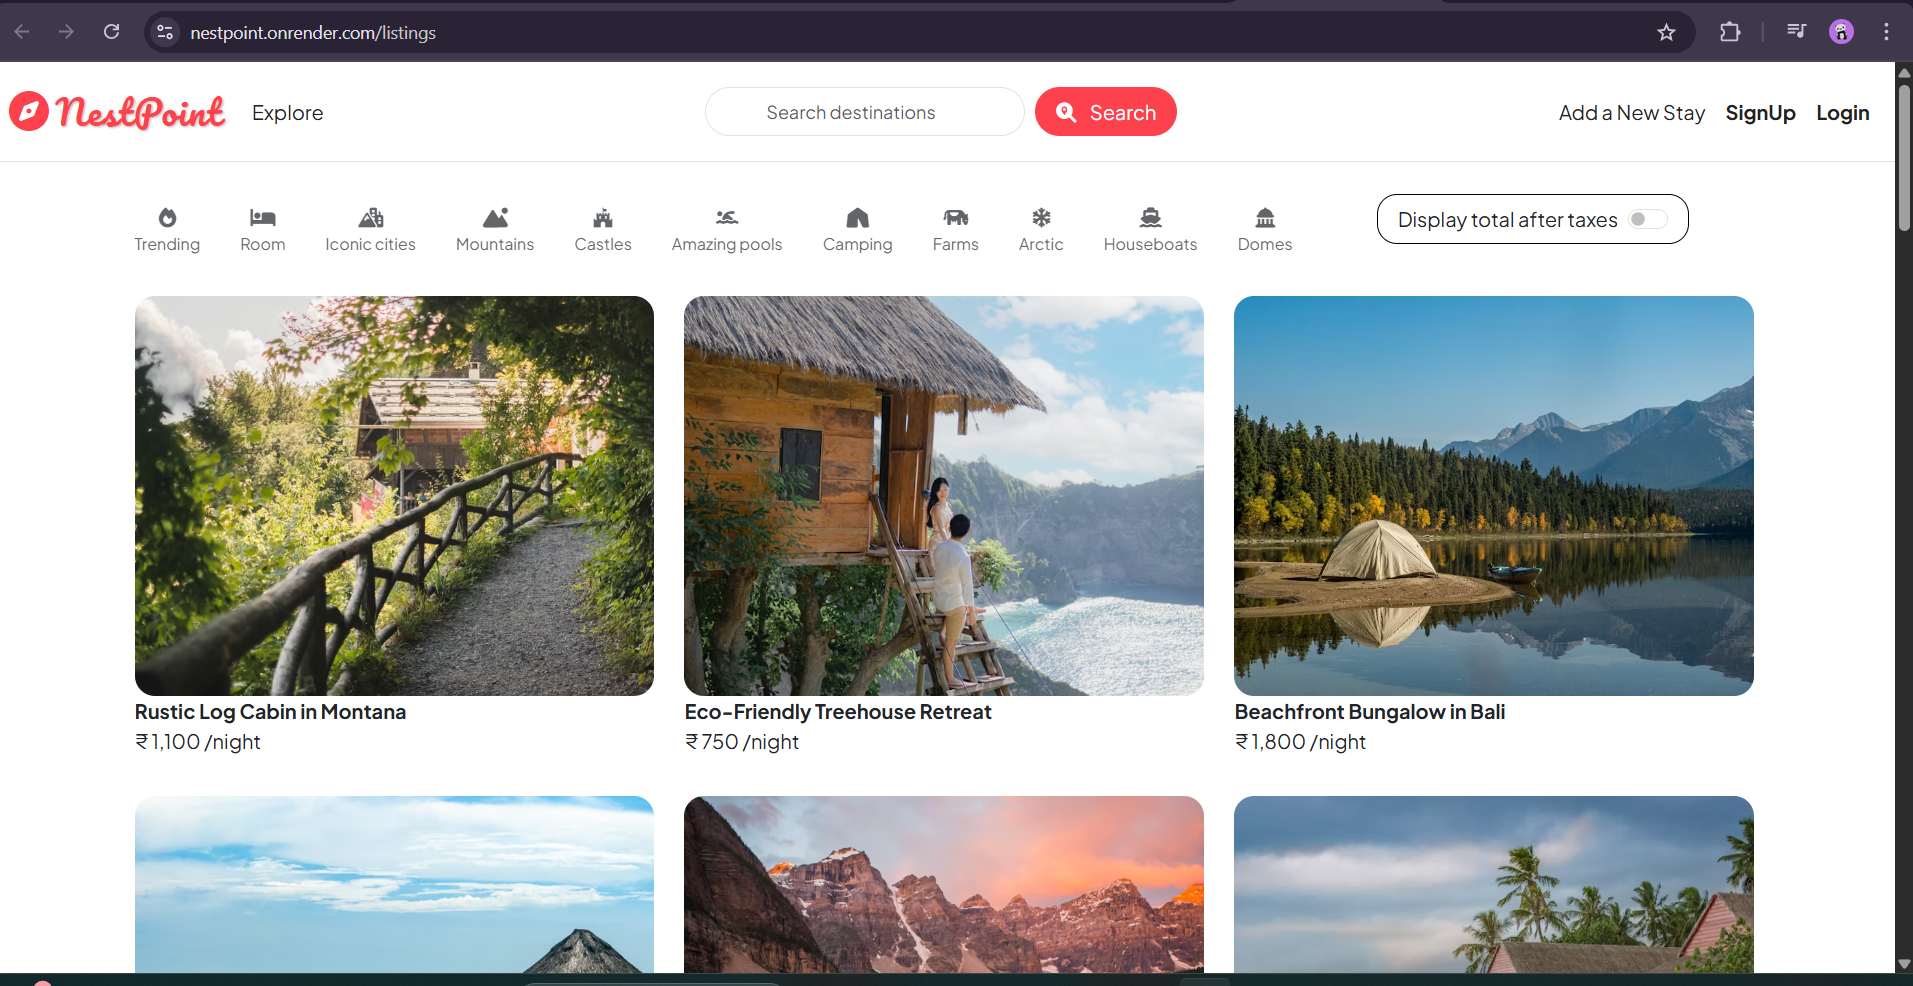 nestpoint.onrender.com/listings
NestPoint Explore Search destinations Search Add a New Stay SignUp Login
Trending Room Iconic cities Mountains Castles Amazing pools Camping Farms Arctic Houseboats Domes Display total after taxes
Rustic Log Cabin in Montana
₹ 1,100 /night
Eco-Friendly Treehouse Retreat
₹ 750 /night
Beachfront Bungalow in Bali
₹ 1,800 /night